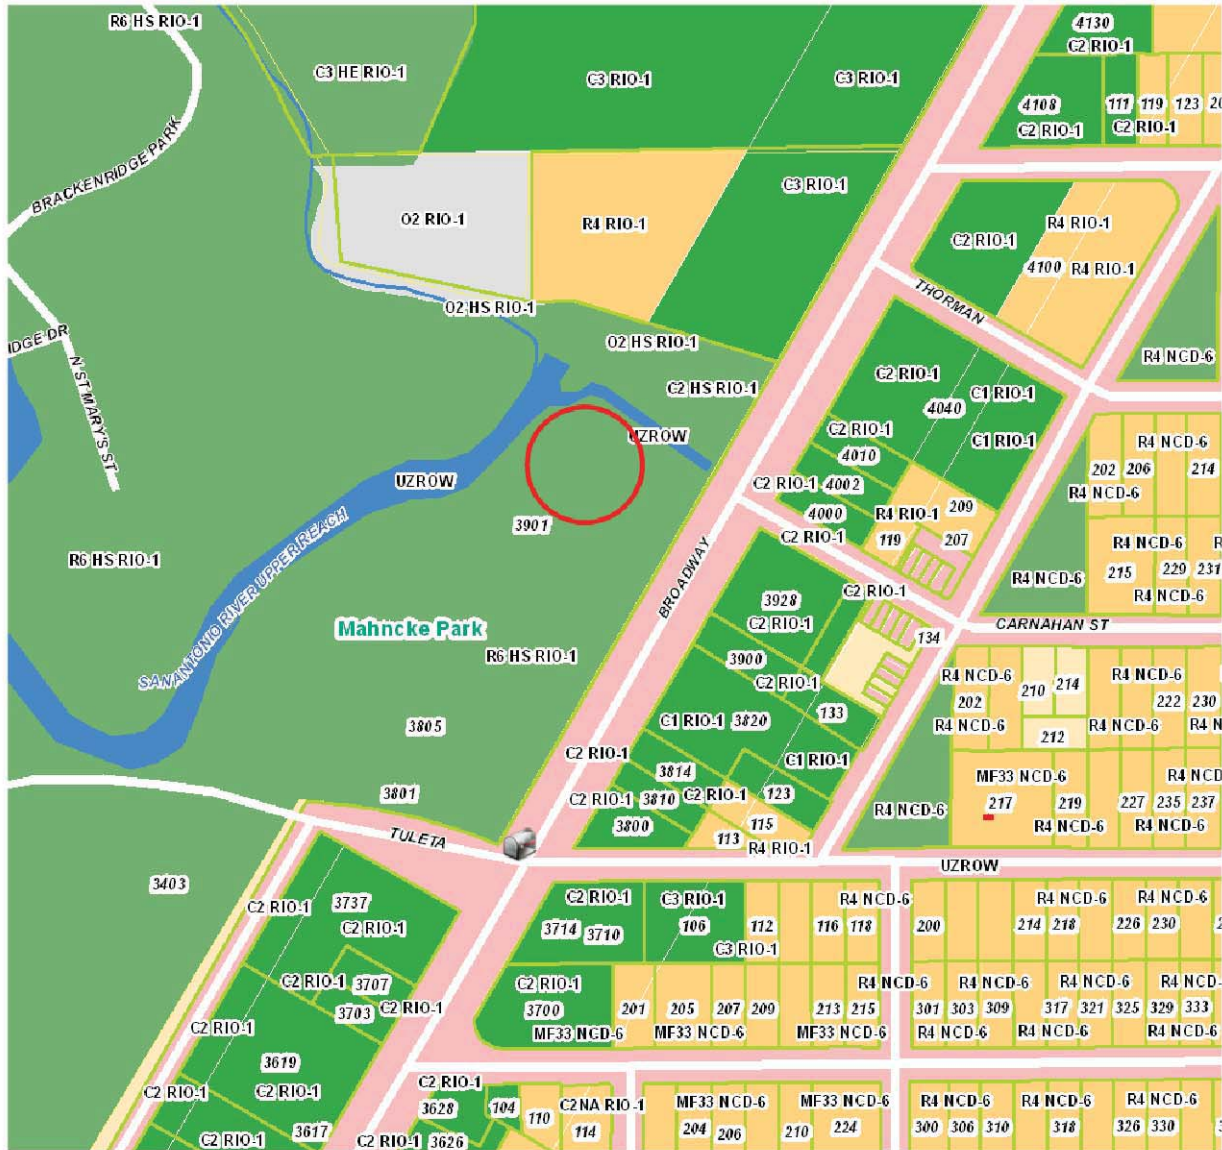 R6 HS RIO-1
4130
C2 RIO-1
C3 HE RIO-1
C3 RIO-1
C3 RIO-1
4108
111
119
123
C2 RIO-1
C2 RIO-1
BRACKENRIDGE PARK
C3 RIO-1
O2 RIO-1
R4 RIO-1
R4 RIO-1
C2 RIO-1
4100
R4 RIO-1
THORMAN
O2 HS RIO-1
IDGE DR
O2 HS RIO-1
R4 NCD-6
N ST MARY'S ST
C2 HS RIO-1
C2 RIO-1
C1 RIO-1
4040
C2 RIO-1
UZROW
C1 RIO-1
R4 NCD-6
4010
202
206
214
UZROW
C2 RIO-1
4002
R4 NCD-6
209
4000
R4 RIO-1
3901
C2 RIO-1
119
207
R4 NCD-6
R6 HS RIO-1
SAN ANTONIO RIVER UPPER REACH
BROADWAY
215
229
231
R4 NCD-6
C2 RIO-1
R4 NCD-6
3928
C2 RIO-1
Mahncke Park
134
CARNAHAN ST
R6 HS RIO-1
3900
C2 RIO-1
R4 NCD-6
R4 NCD-6
210
214
202
222
230
133
C1 RIO-1
3820
3805
R4 NCD-6
R4 NCD-6
R4 N
212
C2 RIO-1
C1 RIO-1
3814
MF33 NCD-6
R4 NCD
3801
C2 RIO-1
3810
C2 RIO-1
123
R4 NCD-6
217
219
227
235
237
3800
115
R4 NCD-6
R4 NCD-6
TULETA
113
R4 RIO-1
UZROW
3403
C2 RIO-1
3737
C2 RIO-1
C2 RIO-1
C3 RIO-1
R4 NCD-6
R4 NCD-6
R4 NCD-6
3714
3710
106
112
116
118
200
214
218
226
230
C3 RIO-1
C2 RIO-1
3707
C2 RIO-1
R4 NCD-6
R4 NCD-6
R4 NCD-6
R4 NCD-
3703
C2 RIO-1
3700
201
205
207
209
213
215
301
303
309
317
321
325
329
333
C2 RIO-1
MF33 NCD-6
MF33 NCD-6
MF33 NCD-6
R4 NCD-6
R4 NCD-6
R4 NCD-6
3619
C2 RIO-1
C2 RIO-1
C2 RIO-1
3628
104
110
C2NA RIO-1
MF33 NCD-6
MF33 NCD-6
R4 NCD-6
R4 NCD-6
R4 NCD-6
C2 RIO-1
3617
C2 RIO-1
3626
114
204
206
210
224
300
306
310
318
326
330